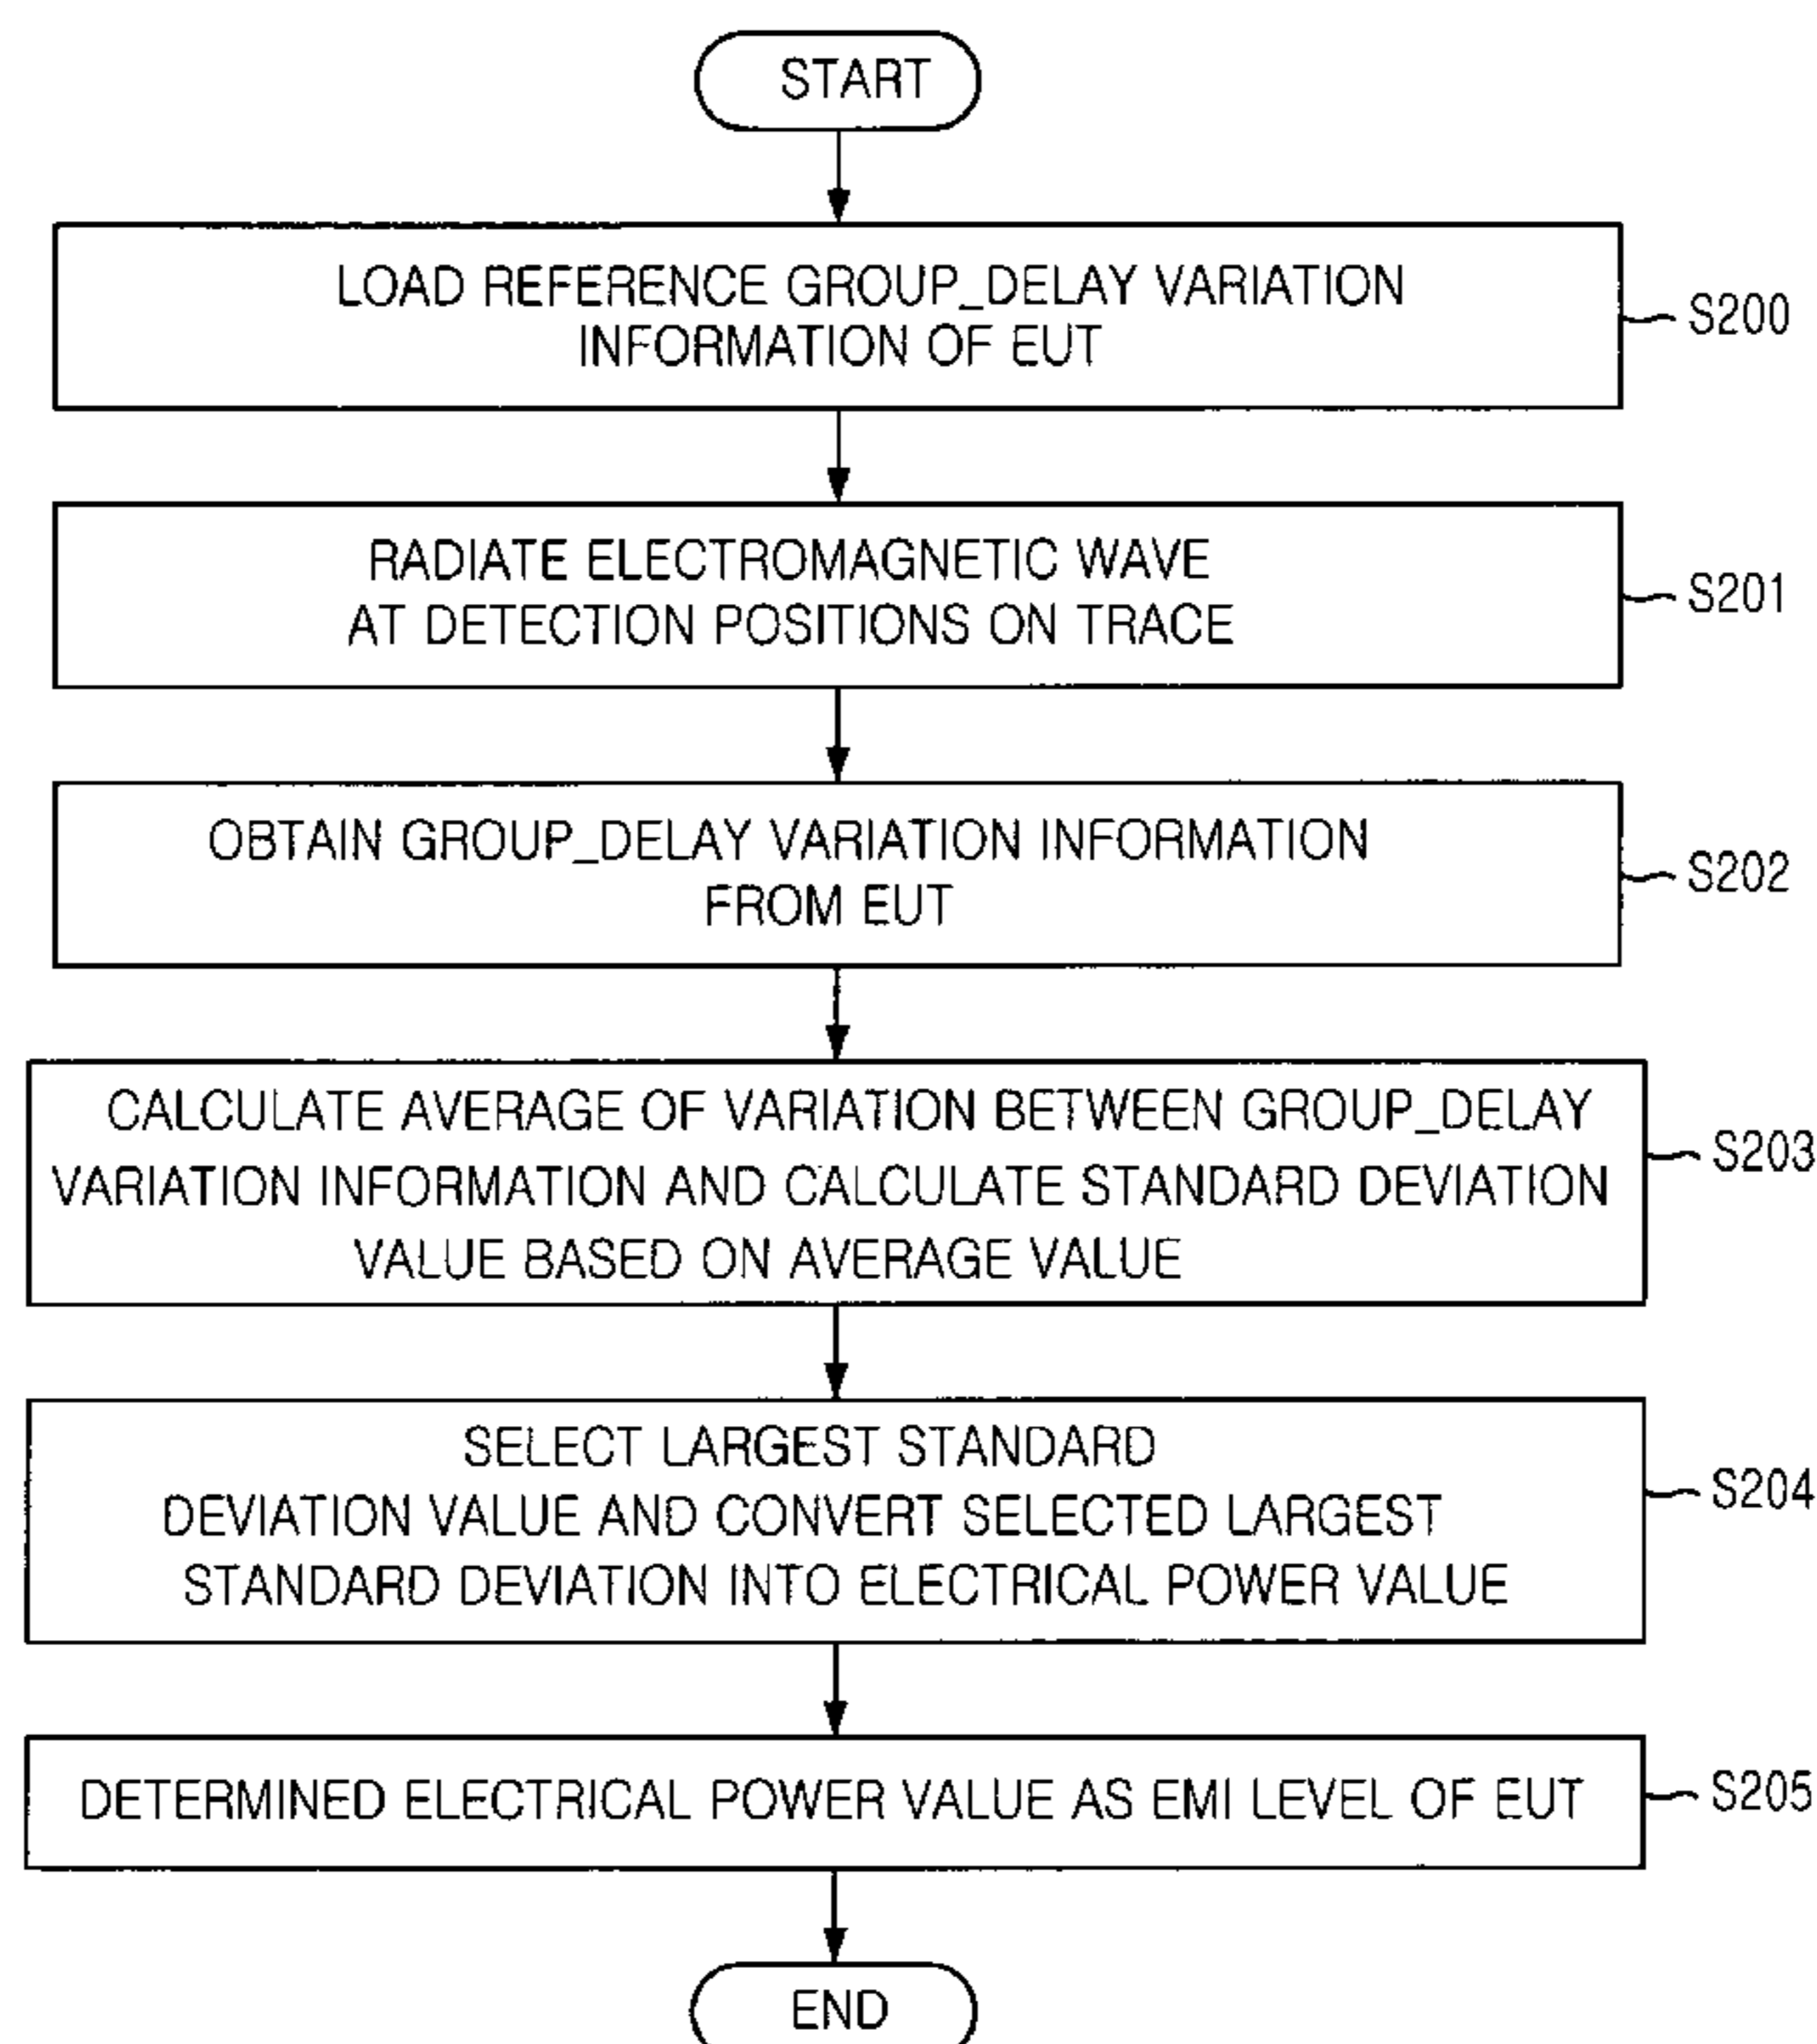 START
LOAD REFERENCE GROUP_DELAY VARIATION
INFORMATION OF EUT
S200
RADIATE ELECTROMAGNETIC WAVE
AT DETECTION POSITIONS ON TRACE
S201
OBTAIN GROUP_DELAY VARIATION INFORMATION
FROM EUT
S202
CALCULATE AVERAGE OF VARIATION BETWEEN GROUP_DELAY
VARIATION INFORMATION AND CALCULATE STANDARD DEVIATION
VALUE BASED ON AVERAGE VALUE
S203
SELECT LARGEST STANDARD
DEVIATION VALUE AND CONVERT SELECTED LARGEST
STANDARD DEVIATION INTO ELECTRICAL POWER VALUE
S204
DETERMINED ELECTRICAL POWER VALUE AS EMI LEVEL OF EUT
S205
END